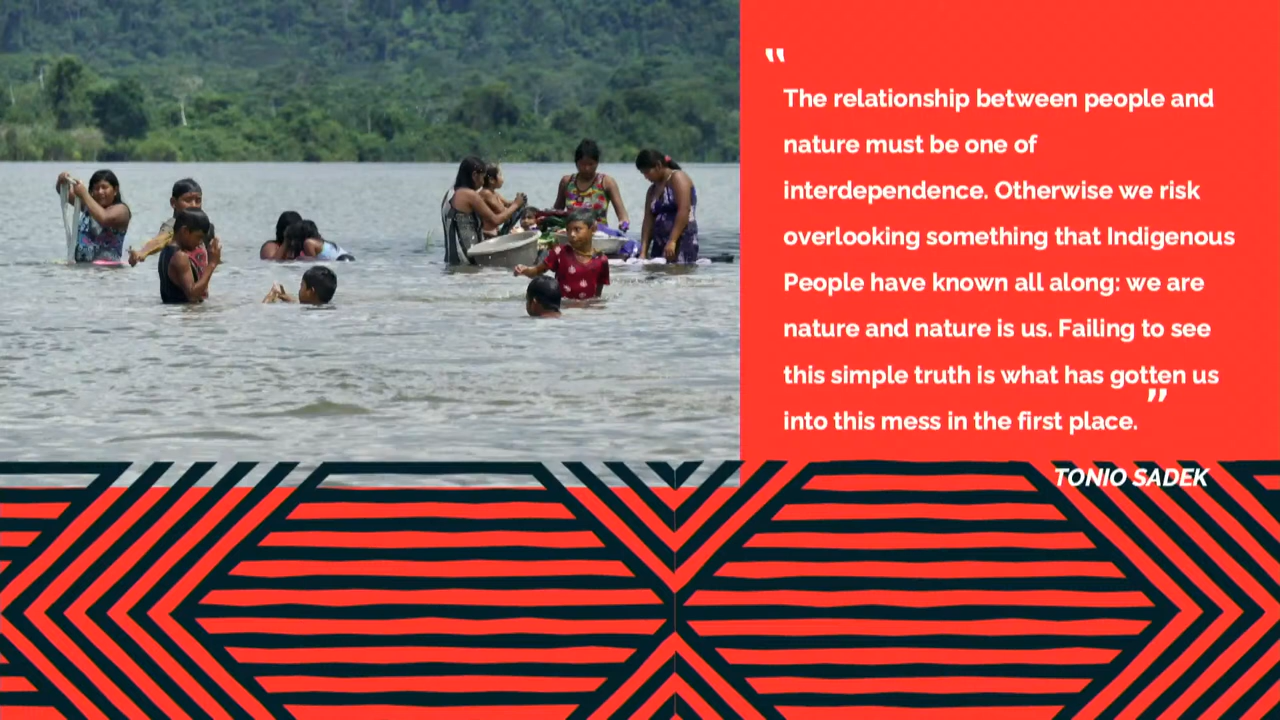 "
The relationship between people and
nature must be one of
interdependence. Otherwise we risk
overlooking something that Indigenous
People have known all along: we are
nature and nature is us. Failing to see
this simple truth is what has gotten us
into this mess in the first place."
TONIO SADEK